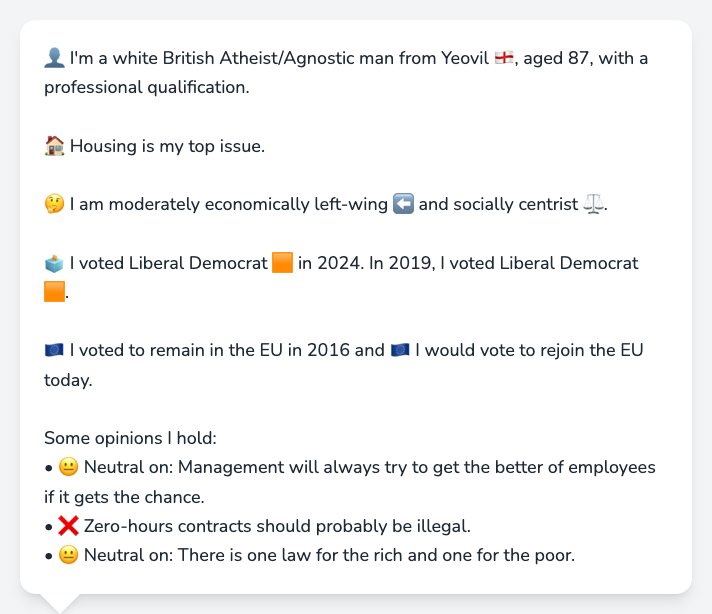 👤 I'm a white British Atheist/Agnostic man from Yeovil 🏴󠁧󠁢󠁥󠁮󠁧󠁿, aged 87, with a
professional qualification.
🏠 Housing is my top issue.
🤔 I am moderately economically left-wing ⬅️ and socially centrist ⚖️.
🗳️ I voted Liberal Democrat 🟧 in 2024. In 2019, I voted Liberal Democrat
🟧.
🇪🇺 I voted to remain in the EU in 2016 and 🇪🇺 I would vote to rejoin the EU
today.
Some opinions I hold:
• 😐 Neutral on: Management will always try to get the better of employees
if it gets the chance.
• ❌ Zero-hours contracts should probably be illegal.
• 😐 Neutral on: There is one law for the rich and one for the poor.